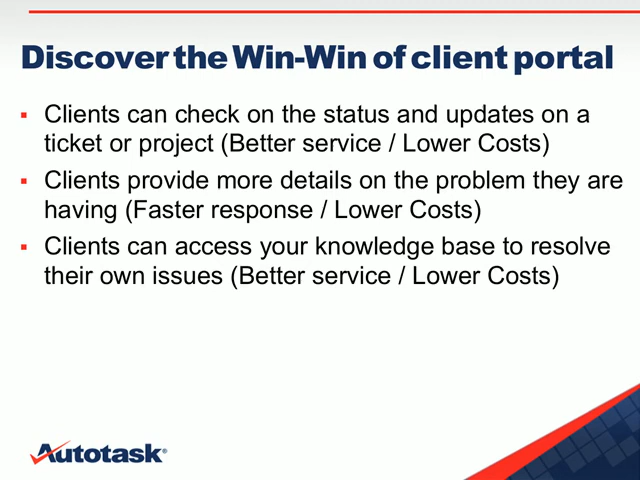 Discover the Win-Win of client portal
▪ Clients can check on the status and updates on a
ticket or project (Better service / Lower Costs)
▪ Clients provide more details on the problem they are
having (Faster response / Lower Costs)
▪ Clients can access your knowledge base to resolve
their own issues (Better service / Lower Costs)
Autotask®